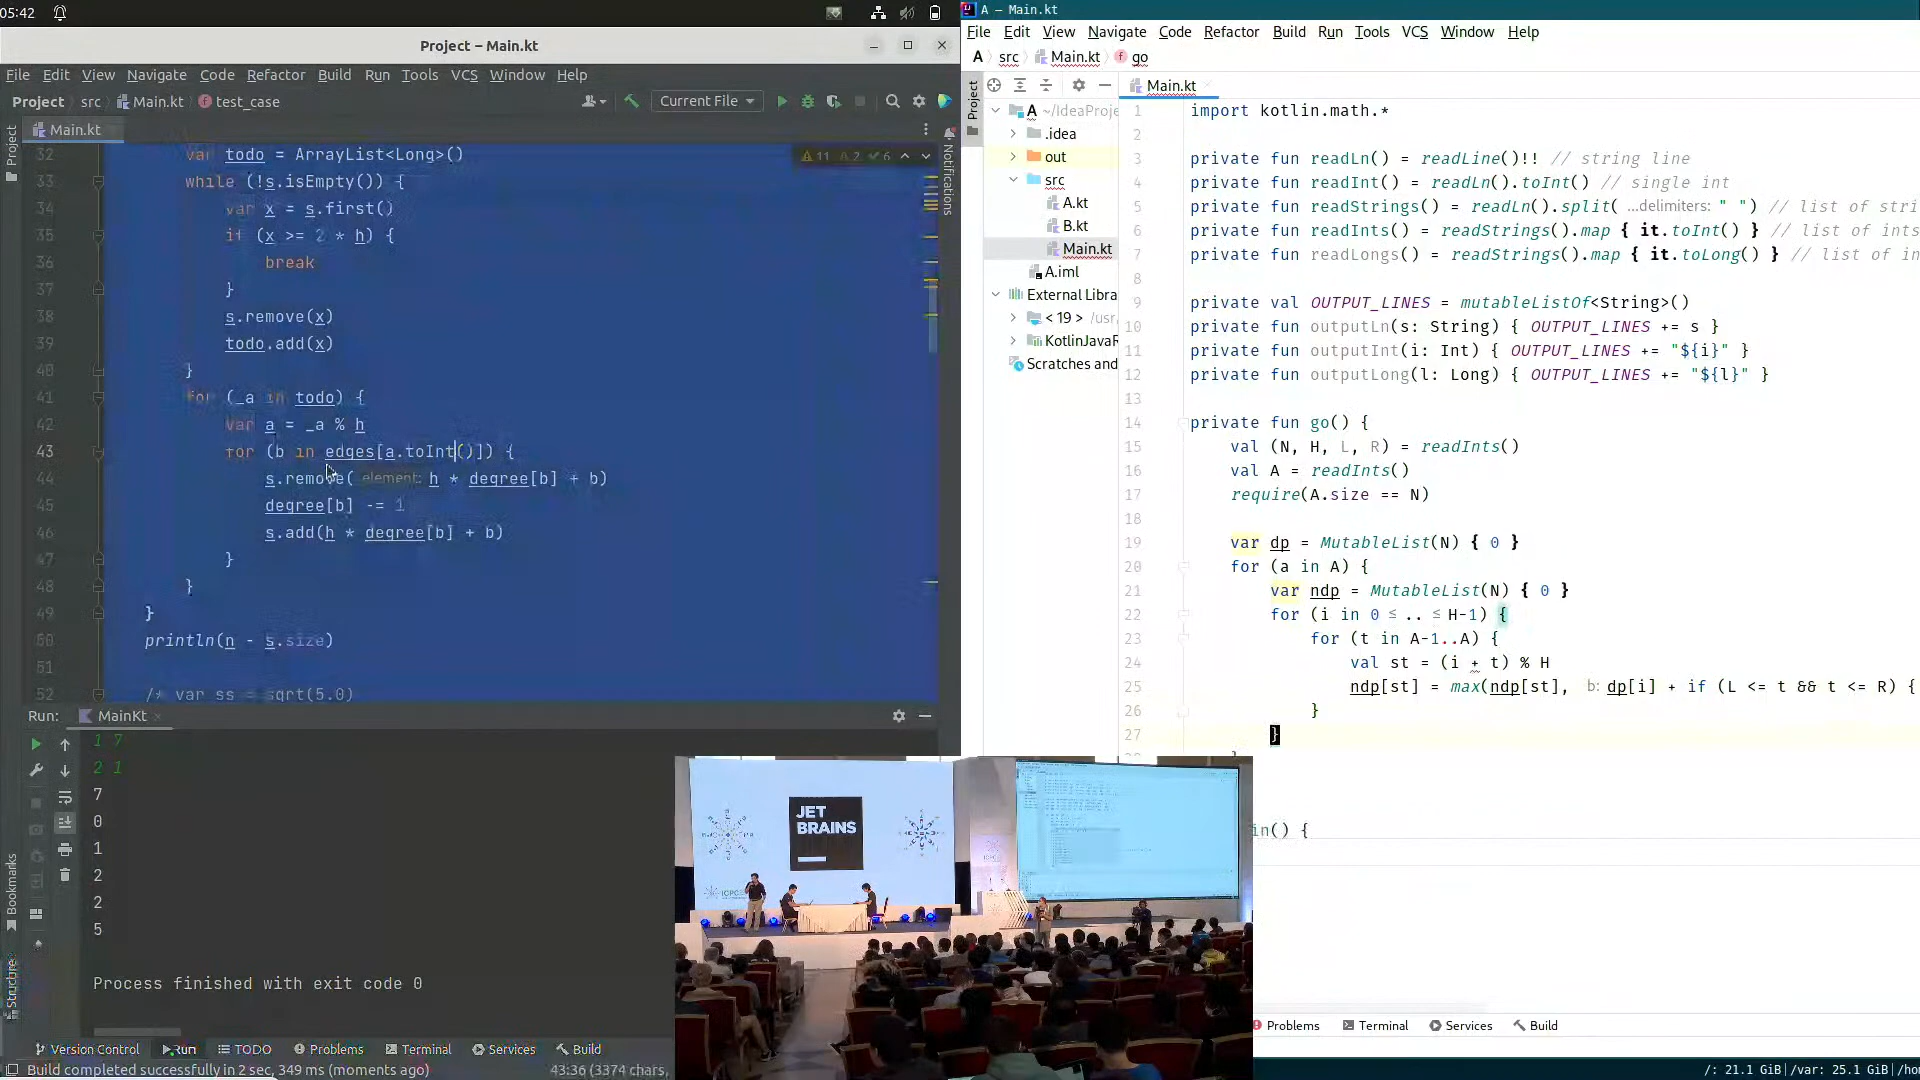 05:42
Project – Main.kt
File Edit View Navigate Code Refactor Build Run Tools VCS Window Help
Project src Main.kt test_case
Current File
Main.kt
11 2 6
Project
Notifications
32 var todo = ArrayList<Long>()
33 while (!s.isEmpty()) {
34 var x = s.first()
35 if (x >= 2 * h) {
36 break
37 }
38 s.remove(x)
39 todo.add(x)
40 }
41 for (_a in todo) {
42 var a = _a % h
43 for (b in edges[a.toInt()]) {
44 s.remove( element: h * degree[b] + b)
45 degree[b] -= 1
46 s.add(h * degree[b] + b)
47 }
48 }
49 }
50 println(n - s.size)
51
52 /* var ss = sqrt(5.0)
Run: MainKt
1 7
2 1
7
0
1
2
2
5
Process finished with exit code 0
Bookmarks
Structure
Version Control Run TODO Problems Terminal Services Build
Build completed successfully in 2 sec, 349 ms (moments ago) 43:36 (3374 chars,
A – Main.kt
File Edit View Navigate Code Refactor Build Run Tools VCS Window Help
A src Main.kt go
Main.kt
Project
A ~/IdeaProje
.idea
out
src
A.kt
B.kt
Main.kt
A.iml
External Libra
< 19 > /usr/
KotlinJavaR
Scratches and
1 import kotlin.math.*
2
3 private fun readLn() = readLine()!! // string line
4 private fun readInt() = readLn().toInt() // single int
5 private fun readStrings() = readLn().split( ...delimiters: " ") // list of stri
6 private fun readInts() = readStrings().map { it.toInt() } // list of ints
7 private fun readLongs() = readStrings().map { it.toLong() } // list of in
8
9 private val OUTPUT_LINES = mutableListOf<String>()
10 private fun outputLn(s: String) { OUTPUT_LINES += s }
11 private fun outputInt(i: Int) { OUTPUT_LINES += "${i}" }
12 private fun outputLong(l: Long) { OUTPUT_LINES += "${l}" }
13
14 private fun go() {
15 val (N, H, L, R) = readInts()
16 val A = readInts()
17 require(A.size == N)
18
19 var dp = MutableList(N) { 0 }
20 for (a in A) {
21 var ndp = MutableList(N) { 0 }
22 for (i in 0 ≤ .. ≤ H-1) {
23 for (t in A-1..A) {
24 val st = (i + t) % H
25 ndp[st] = max(ndp[st], b: dp[i] + if (L <= t && t <= R) {
26 }
27 }
in() {
JET
BRAINS
Problems Terminal Services Build
/: 21.1 GiB|/var: 25.1 GiB|/ho